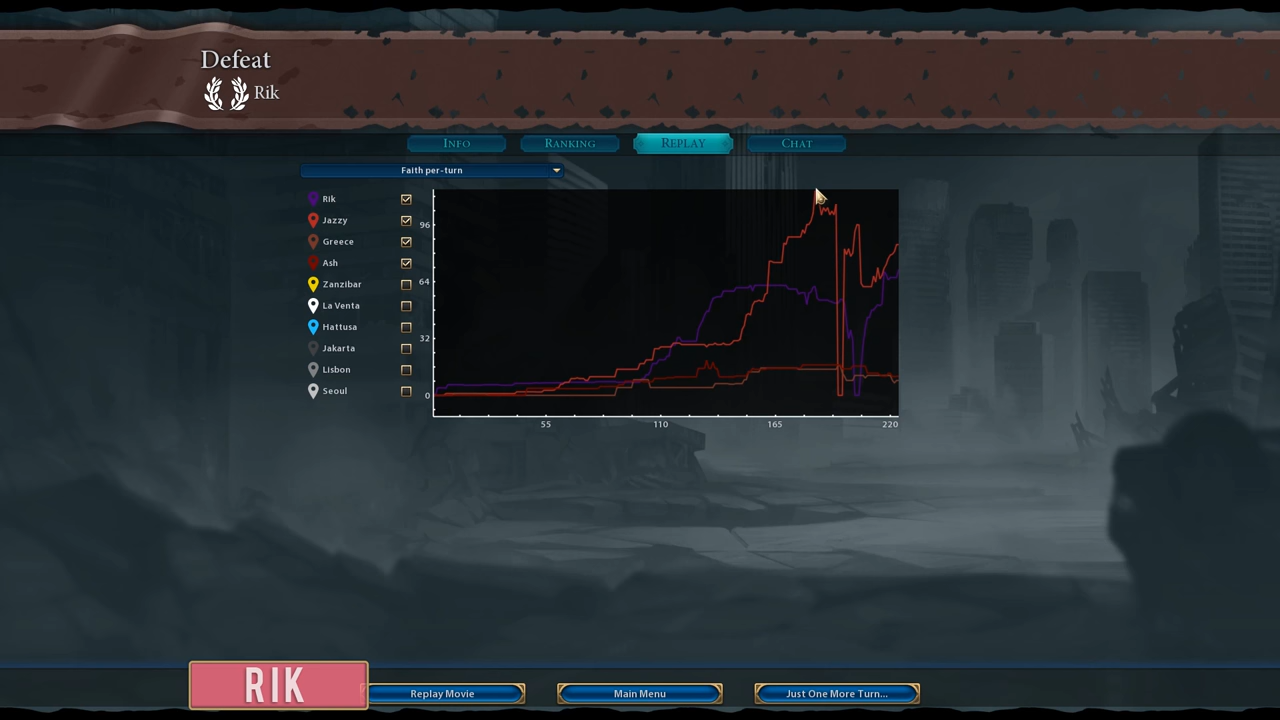 Defeat
Rik
INFO
RANKING
REPLAY
CHAT
Faith per-turn
Rik
Jazzy
Greece
Ash
Zanzibar
La Venta
Hattusa
Jakarta
Lisbon
Seoul
96
64
32
0
55
110
165
220
RIK
Replay Movie
Main Menu
Just One More Turn...